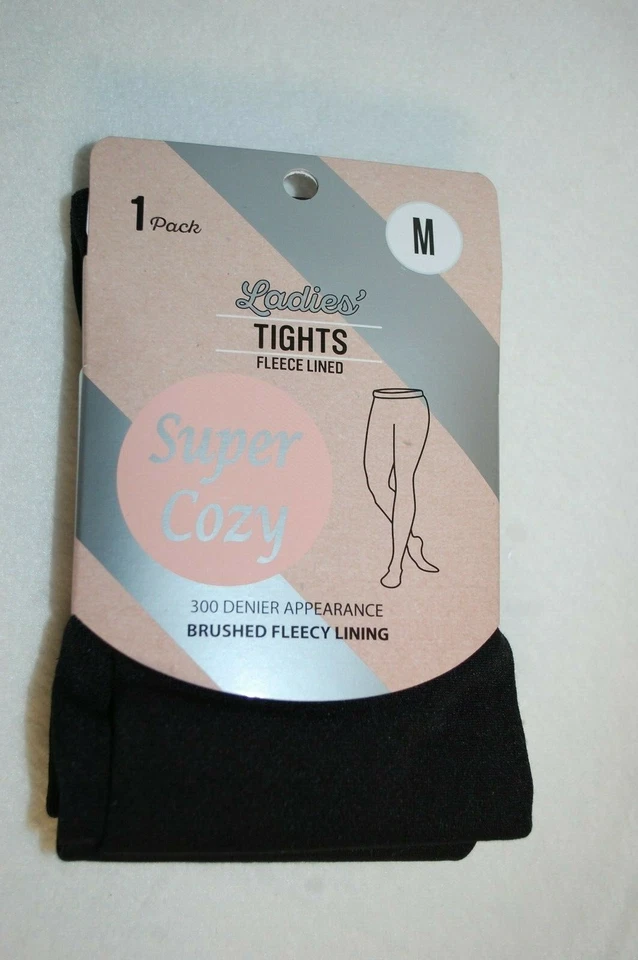 1 Pack
M
Ladies'
TIGHTS
FLEECE LINED
Super
Cozy
300 DENIER APPEARANCE
BRUSHED FLEECY LINING